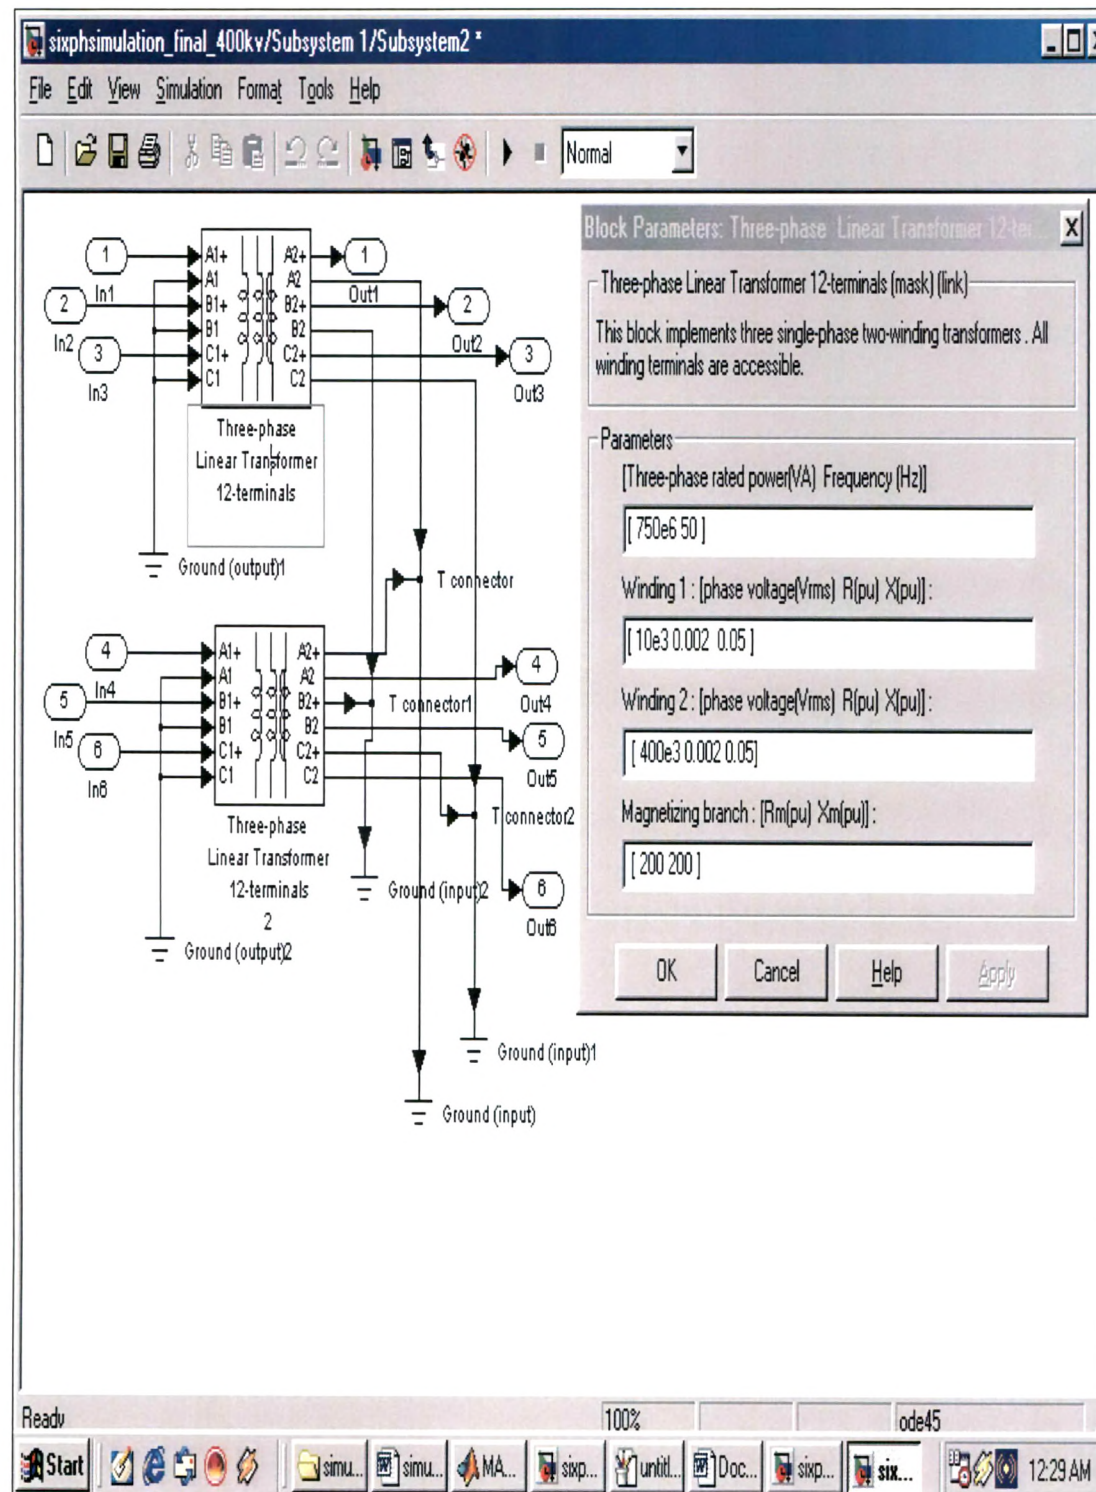 sixphsimulation_final_400kv/Subsystem 1/Subsystem2 *
File Edit View Simulation Format Tools Help
Normal
1
In1
2
In2
3
In3
A1+
A1
B1+
B1
C1+
C1
A2+
A2
B2+
B2
C2+
C2
1
Out1
2
Out2
3
Out3
Three-phase
Linear Transformer
12-terminals
Ground (output)1
T connector
4
In4
5
In5
6
In6
A1+
A1
B1+
B1
C1+
C1
A2+
A2
B2+
B2
C2+
C2
T connector1
4
Out4
5
Out5
T connector2
Three-phase
Linear Transformer
12-terminals
2
Ground (input)2
6
Out6
Ground (output)2
Ground (input)1
Ground (input)
Block Parameters: Three-phase Linear Transformer 12-ter...
Three-phase Linear Transformer 12-terminals (mask) (link)
This block implements three single-phase two-winding transformers . All
winding terminals are accessible.
Parameters
[Three-phase rated power(VA) Frequency (Hz)]
[ 750e6 50 ]
Winding 1 : [phase voltage(Vrms) R(pu) X(pu)] :
[ 10e3 0.002 0.05 ]
Winding 2 : [phase voltage(Vrms) R(pu) X(pu)] :
[ 400e3 0.002 0.05]
Magnetizing branch : [Rm(pu) Xm(pu)] :
[ 200 200 ]
OK Cancel Help Apply
Ready 100% ode45
Start simu... simu... MA... sixp... untitl... Doc... sixp... six... 12:29 AM